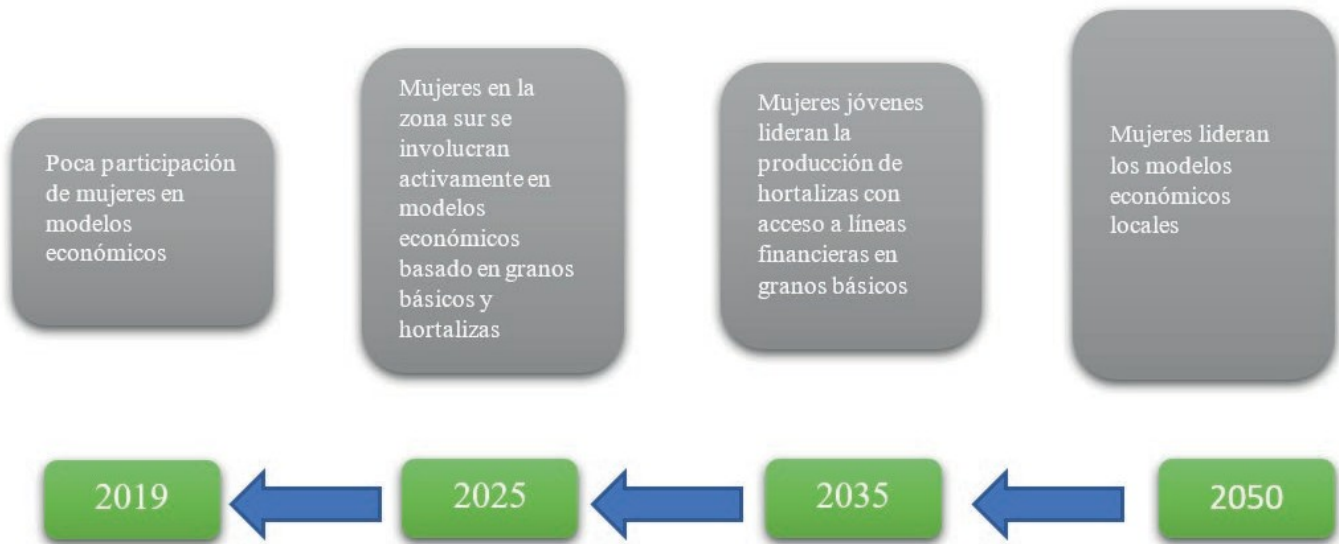 Poca participación
de mujeres en
modelos
económicos
Mujeres en la
zona sur se
involucran
activamente en
modelos
económicos
basado en granos
básicos y
hortalizas
Mujeres jóvenes
lideran la
producción de
hortalizas con
acceso a líneas
financieras en
granos básicos
Mujeres lideran
los modelos
económicos
locales
2019
2025
2035
2050